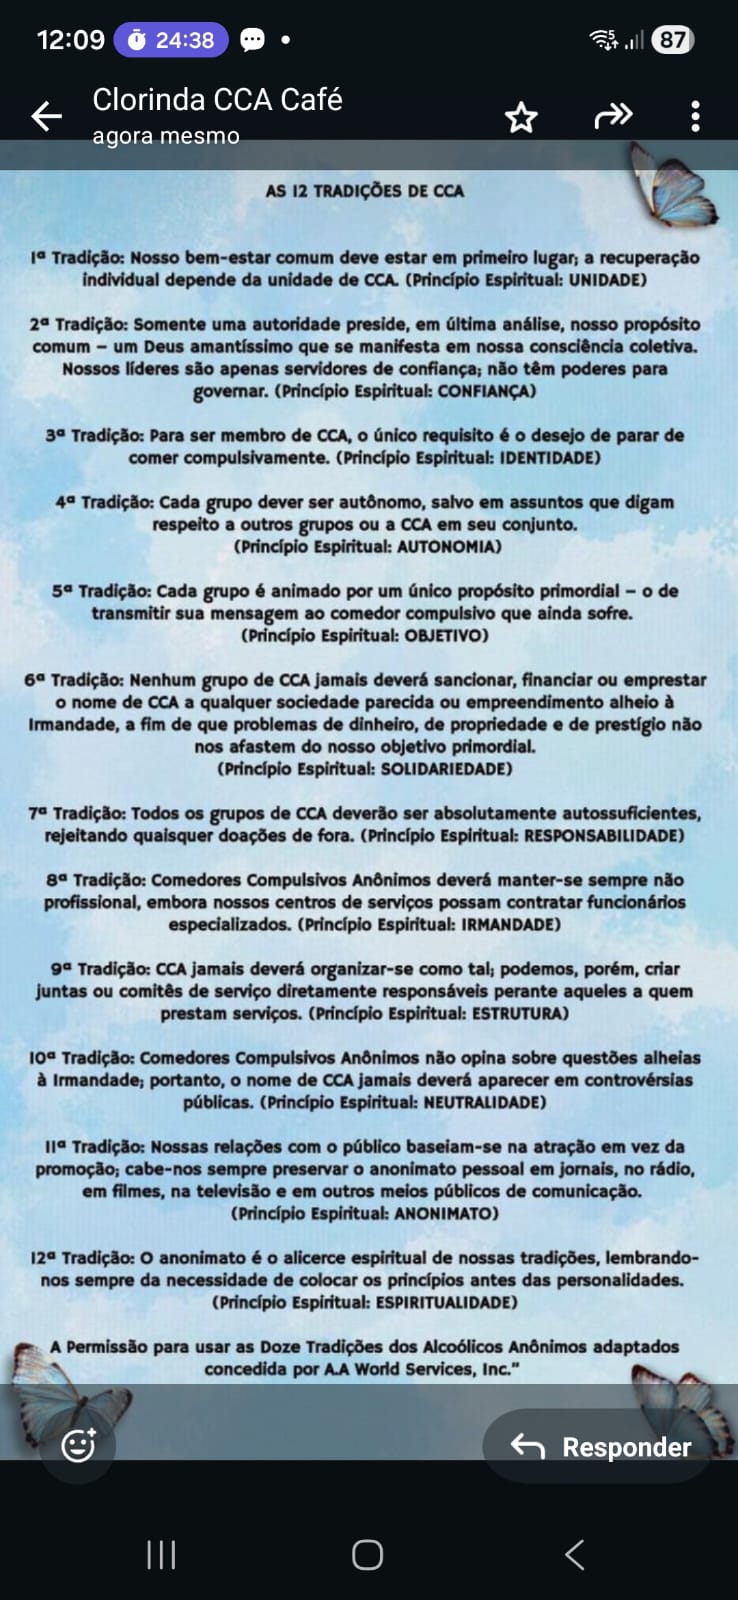 12:09 24:38 87
Clorinda CCA Café
agora mesmo
AS 12 TRADIÇÕES DE CCA
1ª Tradição: Nosso bem-estar comum deve estar em primeiro lugar; a recuperação
individual depende da unidade de CCA. (Princípio Espiritual: UNIDADE)
2ª Tradição: Somente uma autoridade preside, em última análise, nosso propósito
comum – um Deus amantíssimo que se manifesta em nossa consciência coletiva.
Nossos líderes são apenas servidores de confiança; não têm poderes para
governar. (Princípio Espiritual: CONFIANÇA)
3ª Tradição: Para ser membro de CCA, o único requisito é o desejo de parar de
comer compulsivamente. (Princípio Espiritual: IDENTIDADE)
4ª Tradição: Cada grupo dever ser autônomo, salvo em assuntos que digam
respeito a outros grupos ou a CCA em seu conjunto.
(Princípio Espiritual: AUTONOMIA)
5ª Tradição: Cada grupo é animado por um único propósito primordial – o de
transmitir sua mensagem ao comedor compulsivo que ainda sofre.
(Princípio Espiritual: OBJETIVO)
6ª Tradição: Nenhum grupo de CCA jamais deverá sancionar, financiar ou emprestar
o nome de CCA a qualquer sociedade parecida ou empreendimento alheio à
Irmandade, a fim de que problemas de dinheiro, de propriedade e de prestígio não
nos afastem do nosso objetivo primordial.
(Princípio Espiritual: SOLIDARIEDADE)
7ª Tradição: Todos os grupos de CCA deverão ser absolutamente autossuficientes,
rejeitando quaisquer doações de fora. (Princípio Espiritual: RESPONSABILIDADE)
8ª Tradição: Comedores Compulsivos Anônimos deverá manter-se sempre não
profissional, embora nossos centros de serviços possam contratar funcionários
especializados. (Princípio Espiritual: IRMANDADE)
9ª Tradição: CCA jamais deverá organizar-se como tal; podemos, porém, criar
juntas ou comitês de serviço diretamente responsáveis perante aqueles a quem
prestam serviços. (Princípio Espiritual: ESTRUTURA)
10ª Tradição: Comedores Compulsivos Anônimos não opina sobre questões alheias
à Irmandade; portanto, o nome de CCA jamais deverá aparecer em controvérsias
públicas. (Princípio Espiritual: NEUTRALIDADE)
11ª Tradição: Nossas relações com o público baseiam-se na atração em vez da
promoção; cabe-nos sempre preservar o anonimato pessoal em jornais, no rádio,
em filmes, na televisão e em outros meios públicos de comunicação.
(Princípio Espiritual: ANONIMATO)
12ª Tradição: O anonimato é o alicerce espiritual de nossas tradições, lembrando-
nos sempre da necessidade de colocar os princípios antes das personalidades.
(Princípio Espiritual: ESPIRITUALIDADE)
A Permissão para usar as Doze Tradições dos Alcoólicos Anônimos adaptados
concedida por A.A World Services, Inc.”
Responder